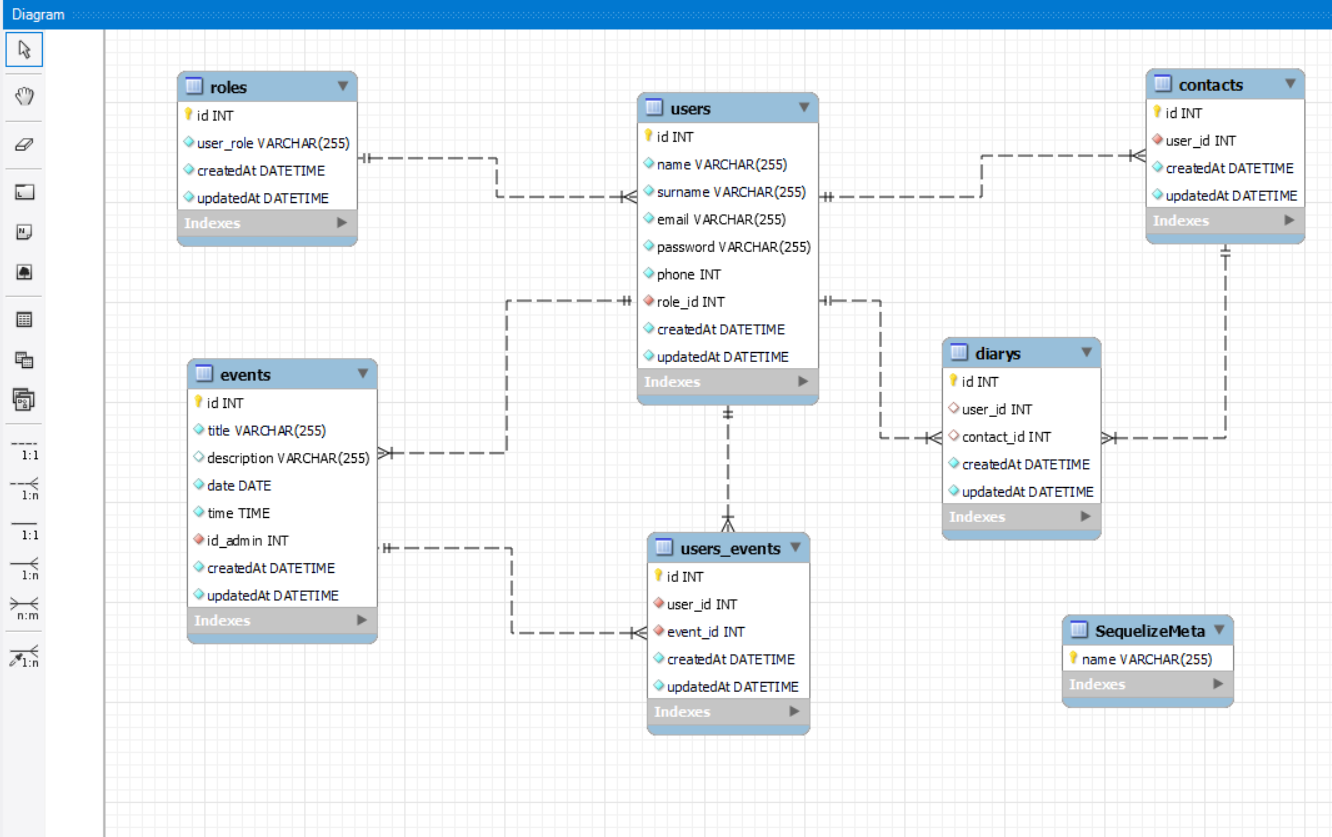 Diagram
roles
id INT
user_role VARCHAR(255)
createdAt DATETIME
updatedAt DATETIME
Indexes
users
id INT
name VARCHAR(255)
surname VARCHAR(255)
email VARCHAR(255)
password VARCHAR(255)
phone INT
role_id INT
createdAt DATETIME
updatedAt DATETIME
Indexes
contacts
id INT
user_id INT
createdAt DATETIME
updatedAt DATETIME
Indexes
events
id INT
title VARCHAR(255)
description VARCHAR(255)
date DATE
time TIME
id_admin INT
createdAt DATETIME
updatedAt DATETIME
Indexes
diarys
id INT
user_id INT
contact_id INT
createdAt DATETIME
updatedAt DATETIME
Indexes
users_events
id INT
user_id INT
event_id INT
createdAt DATETIME
updatedAt DATETIME
Indexes
SequelizeMeta
name VARCHAR(255)
Indexes
1:1
1:n
1:1
1:n
n:m
1:n